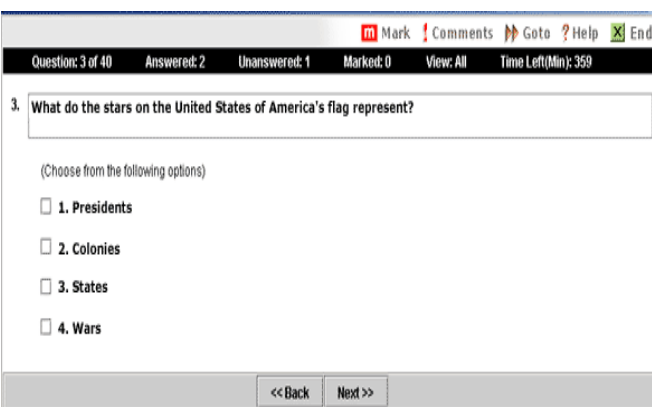 m Mark ! Comments Goto ? Help X End
Question: 3 of 40 Answered: 2 Unanswered: 1 Marked: 0 View: All Time Left(Min): 359
3. What do the stars on the United States of America's flag represent?
(Choose from the following options)
1. Presidents
2. Colonies
3. States
4. Wars
<< Back Next >>